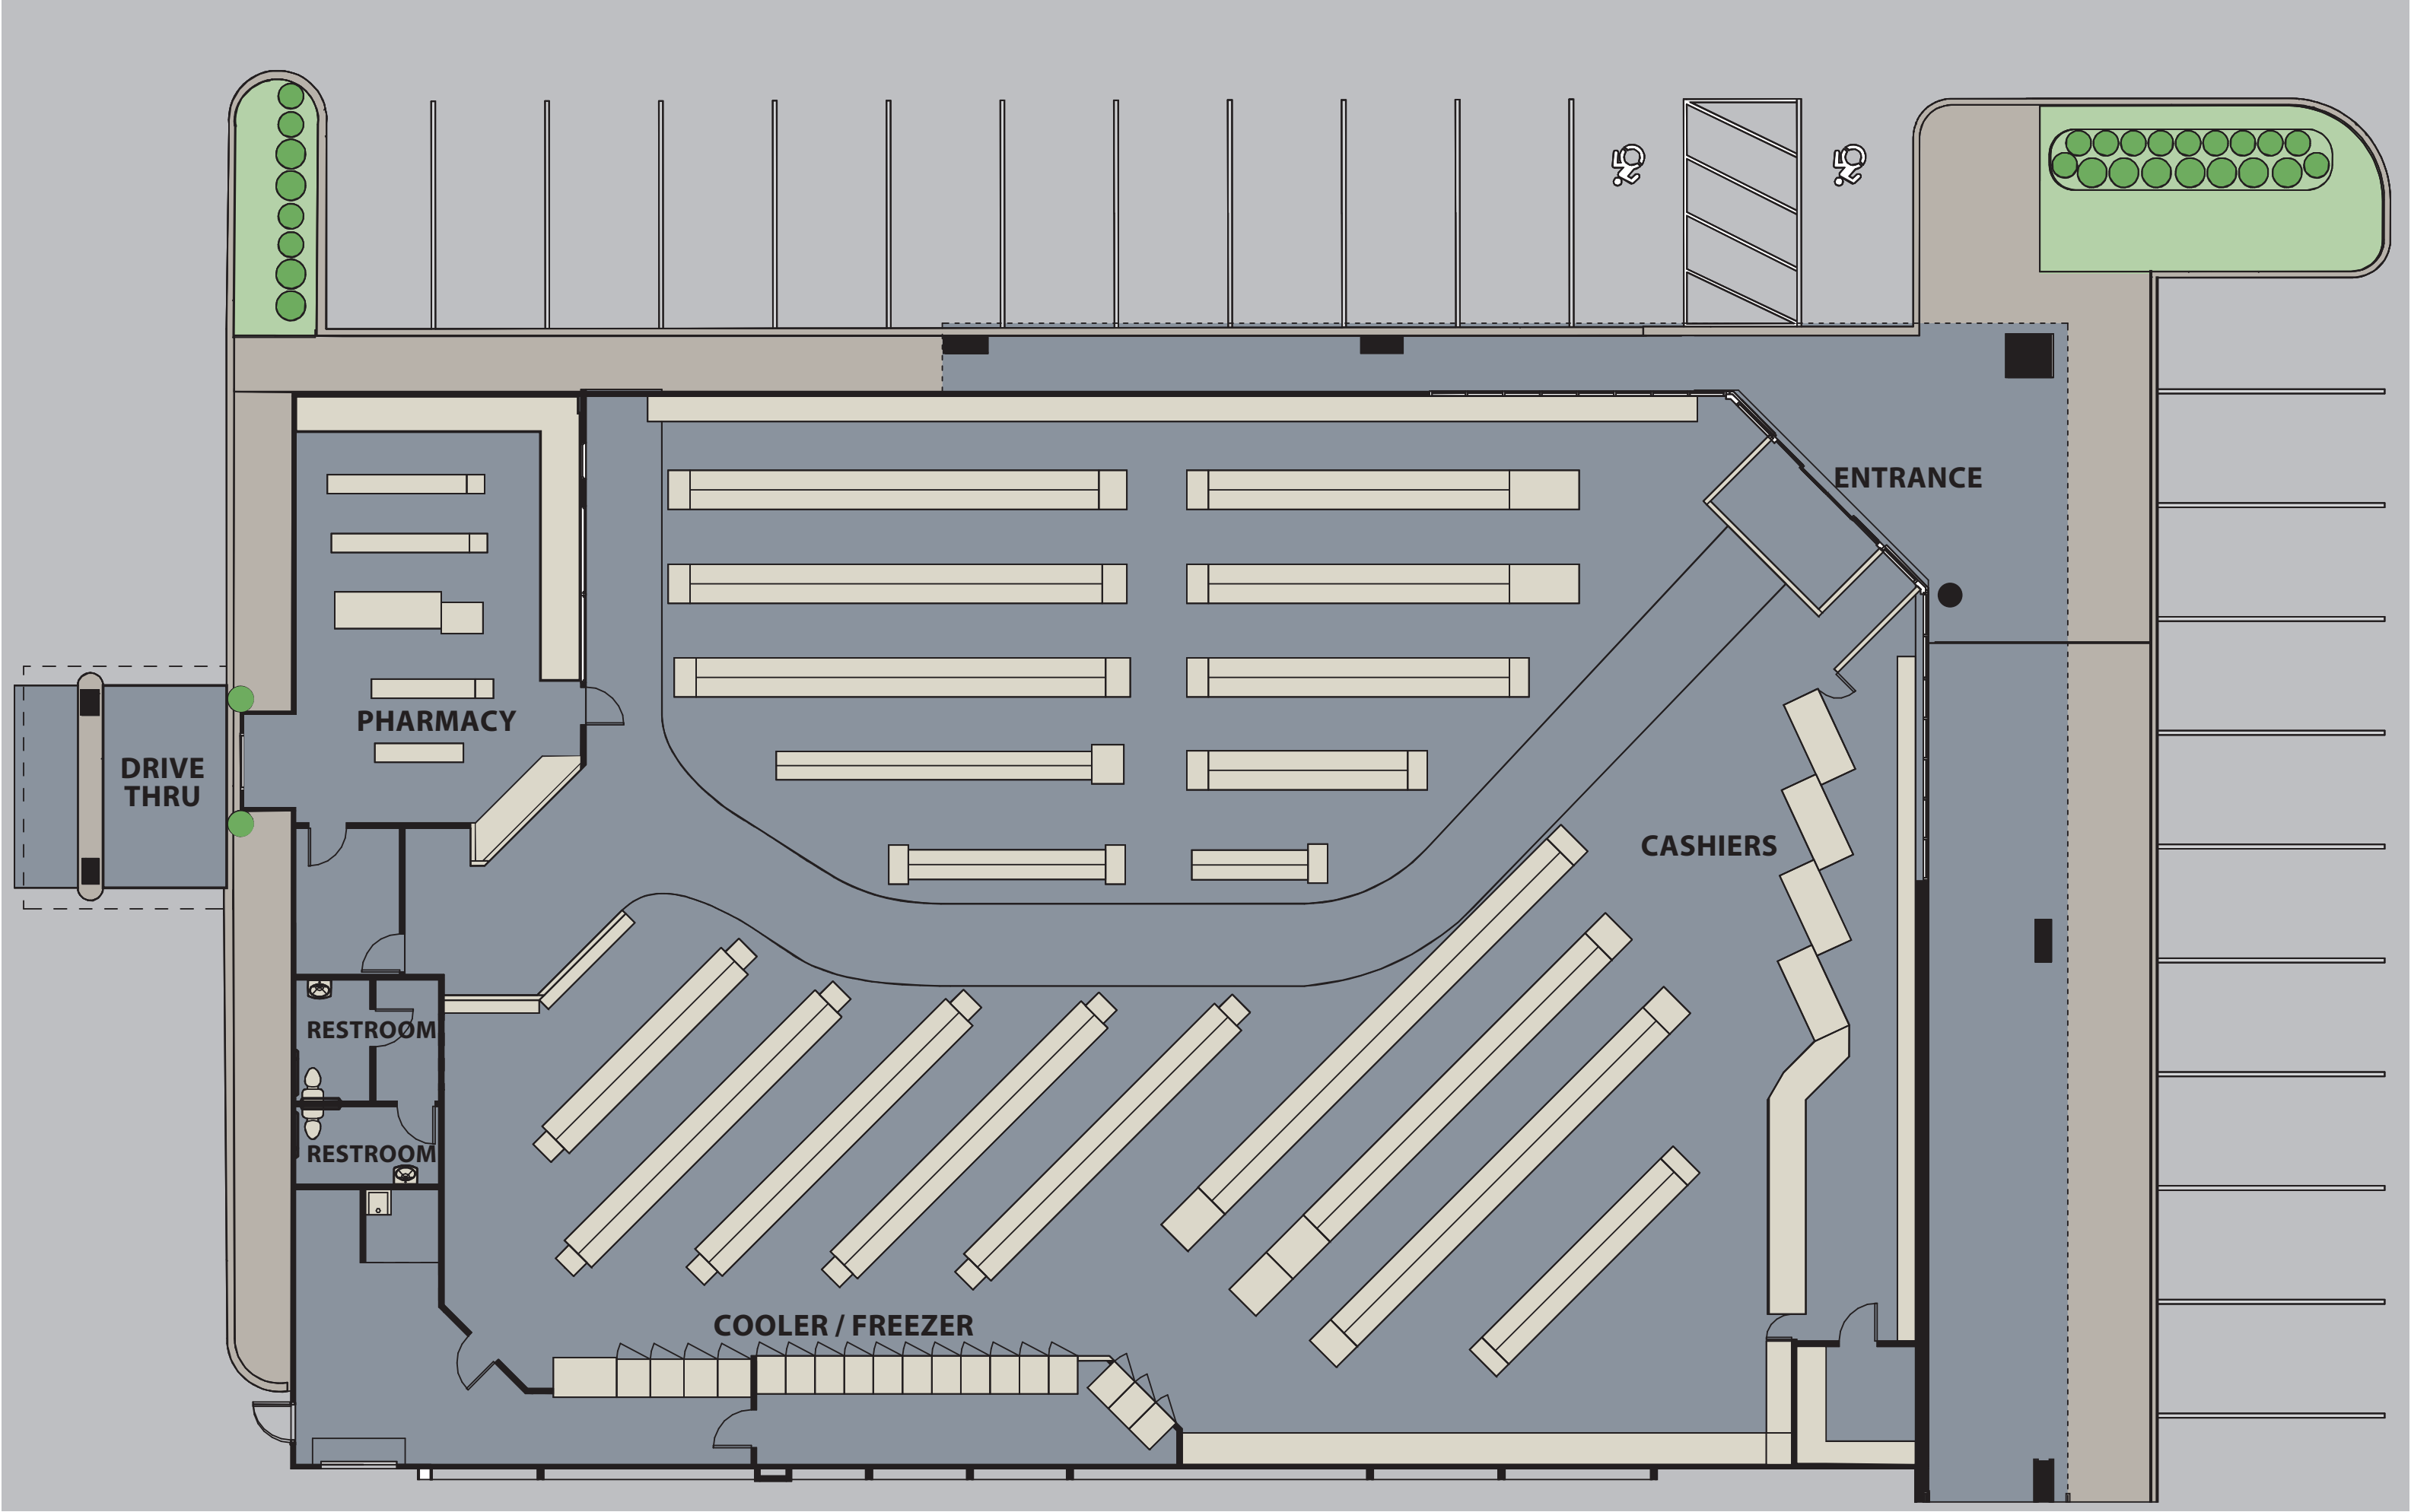 ENTRANCE
PHARMACY
DRIVE
THRU
CASHIERS
RESTROOM
RESTROOM
COOLER / FREEZER